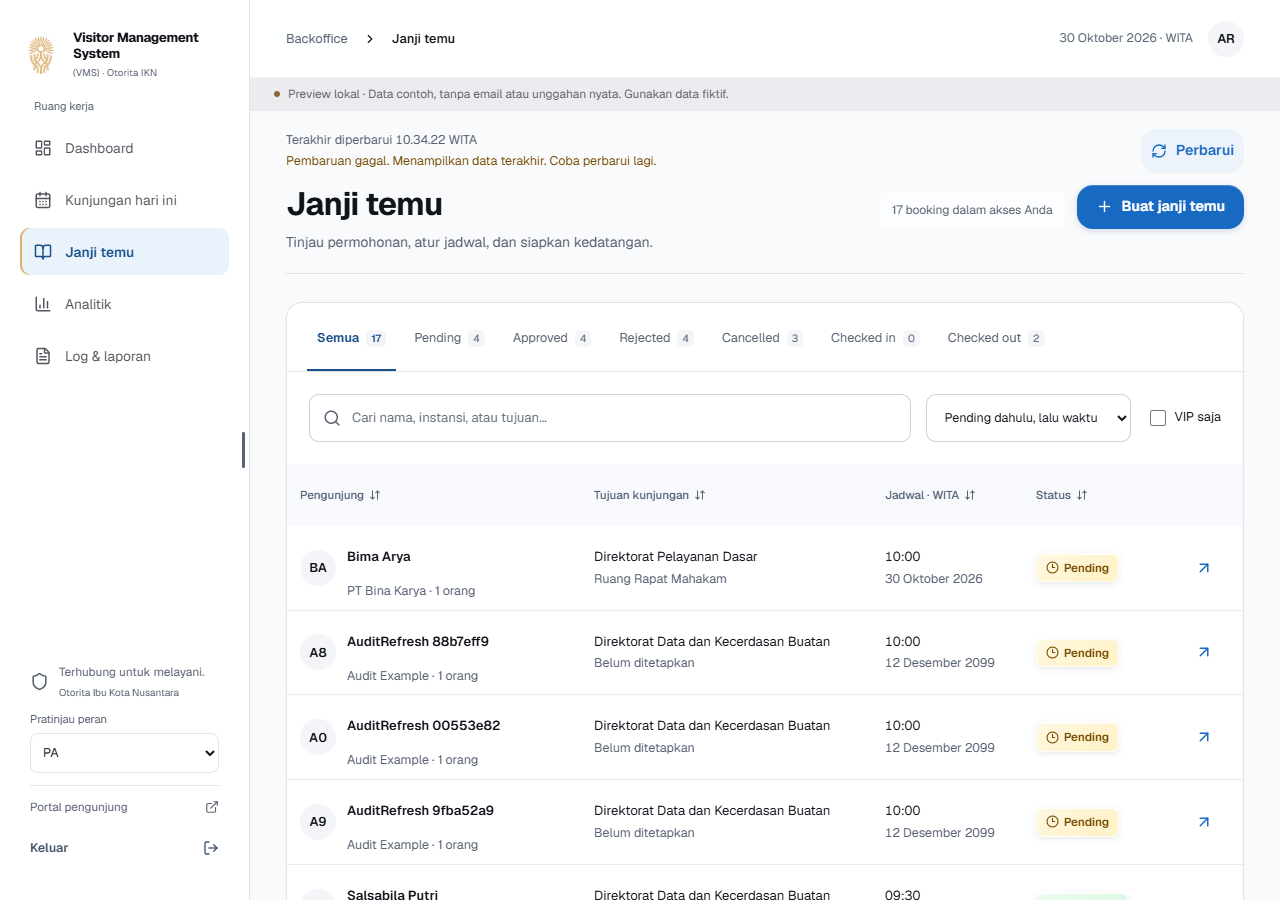 Visitor Management
System
(VMS) · Otorita IKN
Ruang kerja
Dashboard
Kunjungan hari ini
Janji temu
Analitik
Log & laporan
Terhubung untuk melayani.
Otorita Ibu Kota Nusantara
Pratinjau peran
PA
Portal pengunjung
Keluar
Backoffice > Janji temu
30 Oktober 2026 · WITA AR
Preview lokal · Data contoh, tanpa email atau unggahan nyata. Gunakan data fiktif.
Terakhir diperbarui 10.34.22 WITA
Pembaruan gagal. Menampilkan data terakhir. Coba perbarui lagi.
Perbarui
Janji temu
17 booking dalam akses Anda
Buat janji temu
Tinjau permohonan, atur jadwal, dan siapkan kedatangan.
Semua 17 Pending 4 Approved 4 Rejected 4 Cancelled 3 Checked in 0 Checked out 2
Cari nama, instansi, atau tujuan...
Pending dahulu, lalu waktu
VIP saja
Pengunjung Tujuan kunjungan Jadwal · WITA Status
BA Bima Arya Direktorat Pelayanan Dasar 10:00 Pending
PT Bina Karya · 1 orang Ruang Rapat Mahakam 30 Oktober 2026
A8 AuditRefresh 88b7eff9 Direktorat Data dan Kecerdasan Buatan 10:00 Pending
Audit Example · 1 orang Belum ditetapkan 12 Desember 2099
A0 AuditRefresh 00553e82 Direktorat Data dan Kecerdasan Buatan 10:00 Pending
Audit Example · 1 orang Belum ditetapkan 12 Desember 2099
A9 AuditRefresh 9fba52a9 Direktorat Data dan Kecerdasan Buatan 10:00 Pending
Audit Example · 1 orang Belum ditetapkan 12 Desember 2099
Salsabila Putri Direktorat Data dan Kecerdasan Buatan 09:30